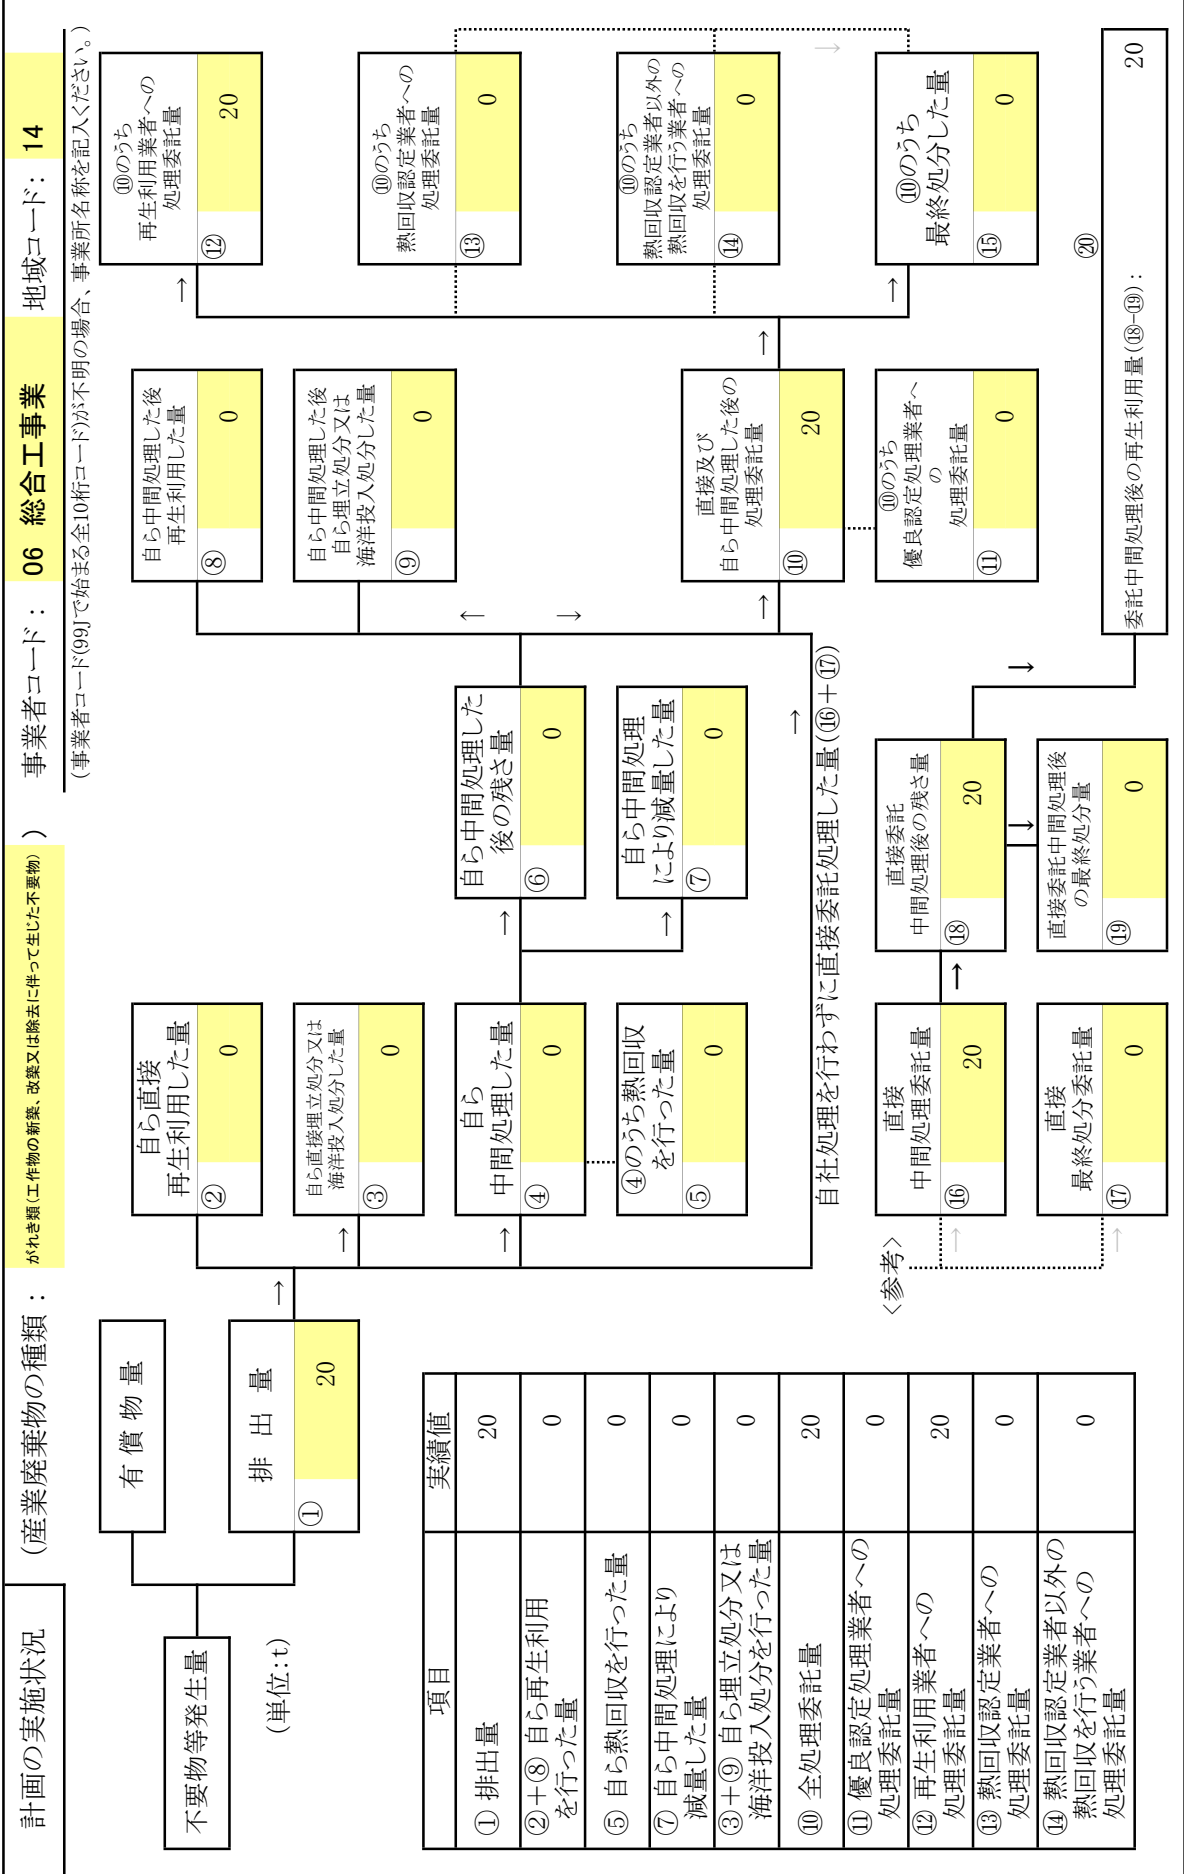 計画の実施状況
(産業廃棄物の種類：
がれき類(工作物の新築、改築又は除去に伴って生じた不要物)
)
事業者コード：
06 総合工事業
地域コード：
14
(事業者コード(99Jで始まる全10桁コード)が不明の場合、事業所名称を記入ください。)
不要物等発生量
(単位:t)
有 償 物 量
排 出 量
①
20
→
自ら直接
再生利用した量
②
0
→
自ら直接埋立処分又は
海洋投入処分した量
③
0
→
自ら
中間処理した量
④
0
④のうち熱回収
を行った量
⑤
0
→
自ら中間処理した
後の残さ量
⑥
0
→
自ら中間処理
により減量した量
⑦
0
自ら中間処理した後
再生利用した量
⑧
0
自ら中間処理した後
自ら埋立処分又は
海洋投入処分した量
⑨
0
←
→
自社処理を行わずに直接委託処理した量(⑯＋⑰)
→
→
直接及び
自ら中間処理した後の
処理委託量
⑩
20
⑩のうち
優良認定処理業者へ
の
処理委託量
⑪
0
→
→
⑩のうち
再生利用業者への
処理委託量
⑫
20
⑩のうち
熱回収認定業者への
処理委託量
⑬
0
⑩のうち
熱回収認定業者以外の
熱回収を行う業者への
処理委託量
⑭
0
→
→
⑩のうち
最終処分した量
⑮
0
＜参考＞
→
直接
中間処理委託量
⑯
20
→
直接
最終処分委託量
⑰
0
→
直接委託
中間処理後の残さ量
⑱
20
→
直接委託中間処理後
の最終処分量
⑲
0
→
⑳
委託中間処理後の再生利用量(⑱-⑲)：
20
項目
実績値
① 排出量
20
②＋⑧ 自ら再生利用
を行った量
0
⑤ 自ら熱回収を行った量
0
⑦ 自ら中間処理により
減量した量
0
③＋⑨ 自ら埋立処分又は
海洋投入処分を行った量
0
⑩ 全処理委託量
20
⑪ 優良認定処理業者への
処理委託量
0
⑫ 再生利用業者への
処理委託量
20
⑬ 熱回収認定業者への
処理委託量
0
⑭ 熱回収認定業者以外の
熱回収を行う業者への
処理委託量
0